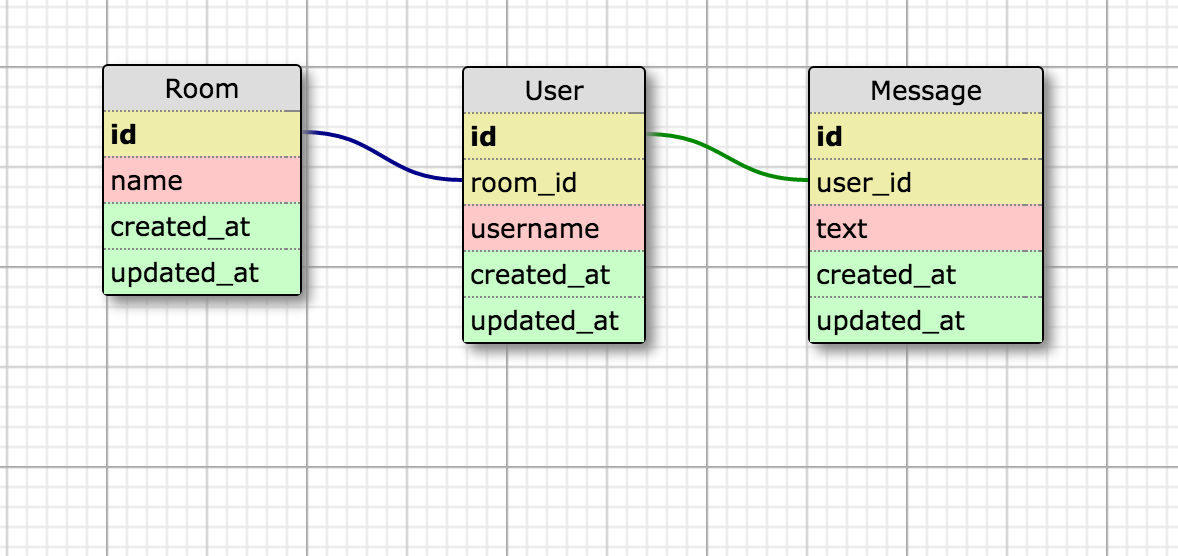 Room
id
name
created_at
updated_at
User
id
room_id
username
created_at
updated_at
Message
id
user_id
text
created_at
updated_at